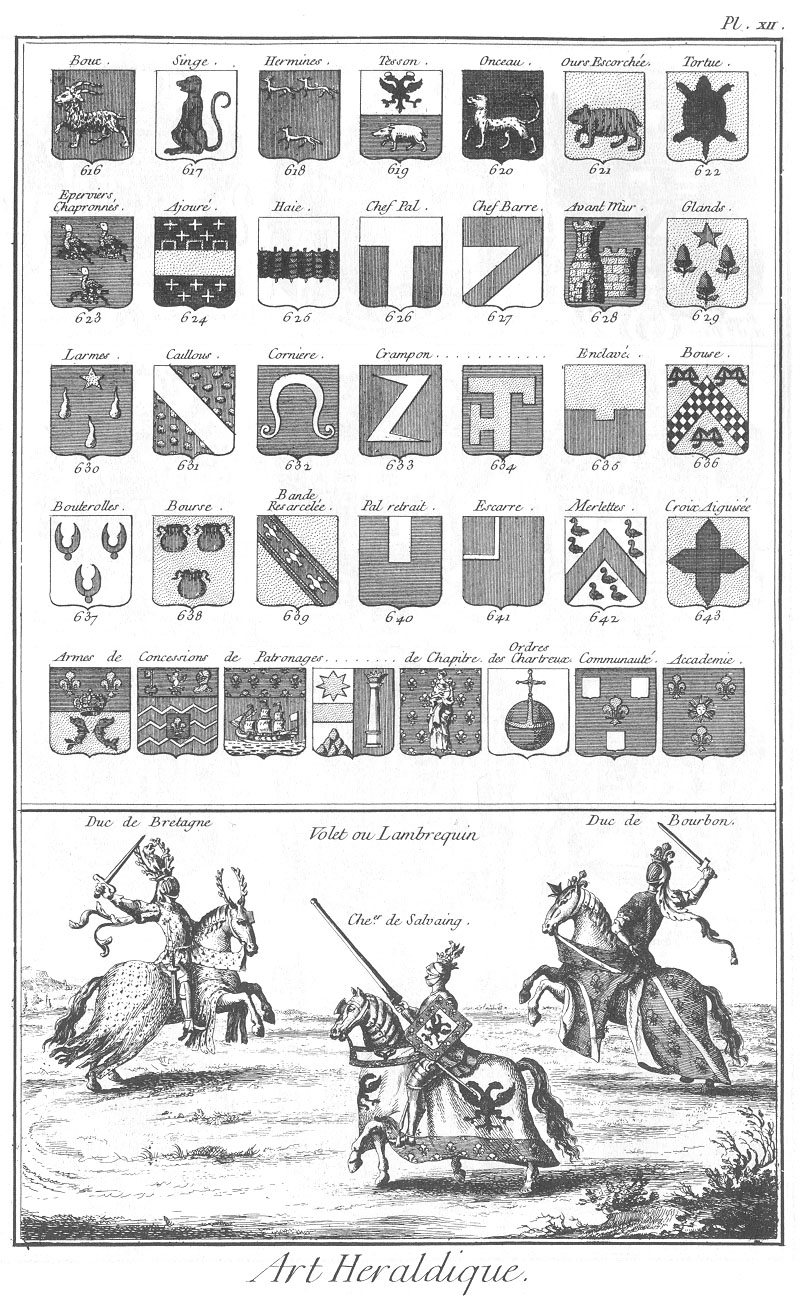 Pl. XII.
Bouc. Singe. Hermines. Tesson. Onceau. Ours Escorchée. Tortue.
616 617 618 619 620 621 622
Eperviers Chapronnés. Ajouré. Haie. Chef Pal. Chef Barre. Avant Mur. Glands.
623 624 625 626 627 628 629
Larmes. Cailloux. Corniere. Crampon............ Enclavé. Bouse.
630 631 632 633 634 635 636
Bouterolles. Bourse. Bande Resarcelée. Pal retrait. Escarre. Merlettes. Croix Aiguisée
637 638 639 640 641 642 643
Armes de Concessions de Patronages........ de Chapitre. Ordres des Chartreux. Communauté. Accademie.
Duc de Bretagne
Volet ou Lambrequin
Duc de Bourbon.
Cheer. de Salvaing.
Art Heraldique.